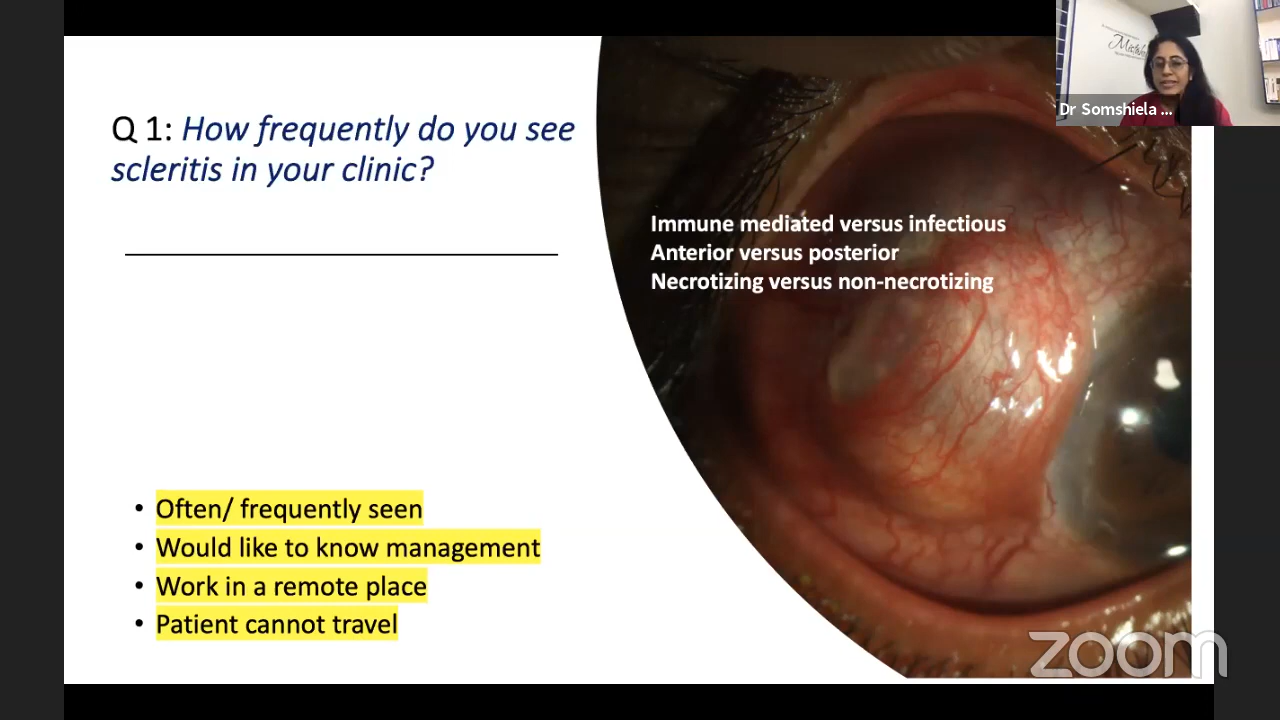 Q 1: How frequently do you see
scleritis in your clinic?
Immune mediated versus infectious
Anterior versus posterior
Necrotizing versus non-necrotizing
• Often/ frequently seen
• Would like to know management
• Work in a remote place
• Patient cannot travel
Dr Somshiela ...
zoom